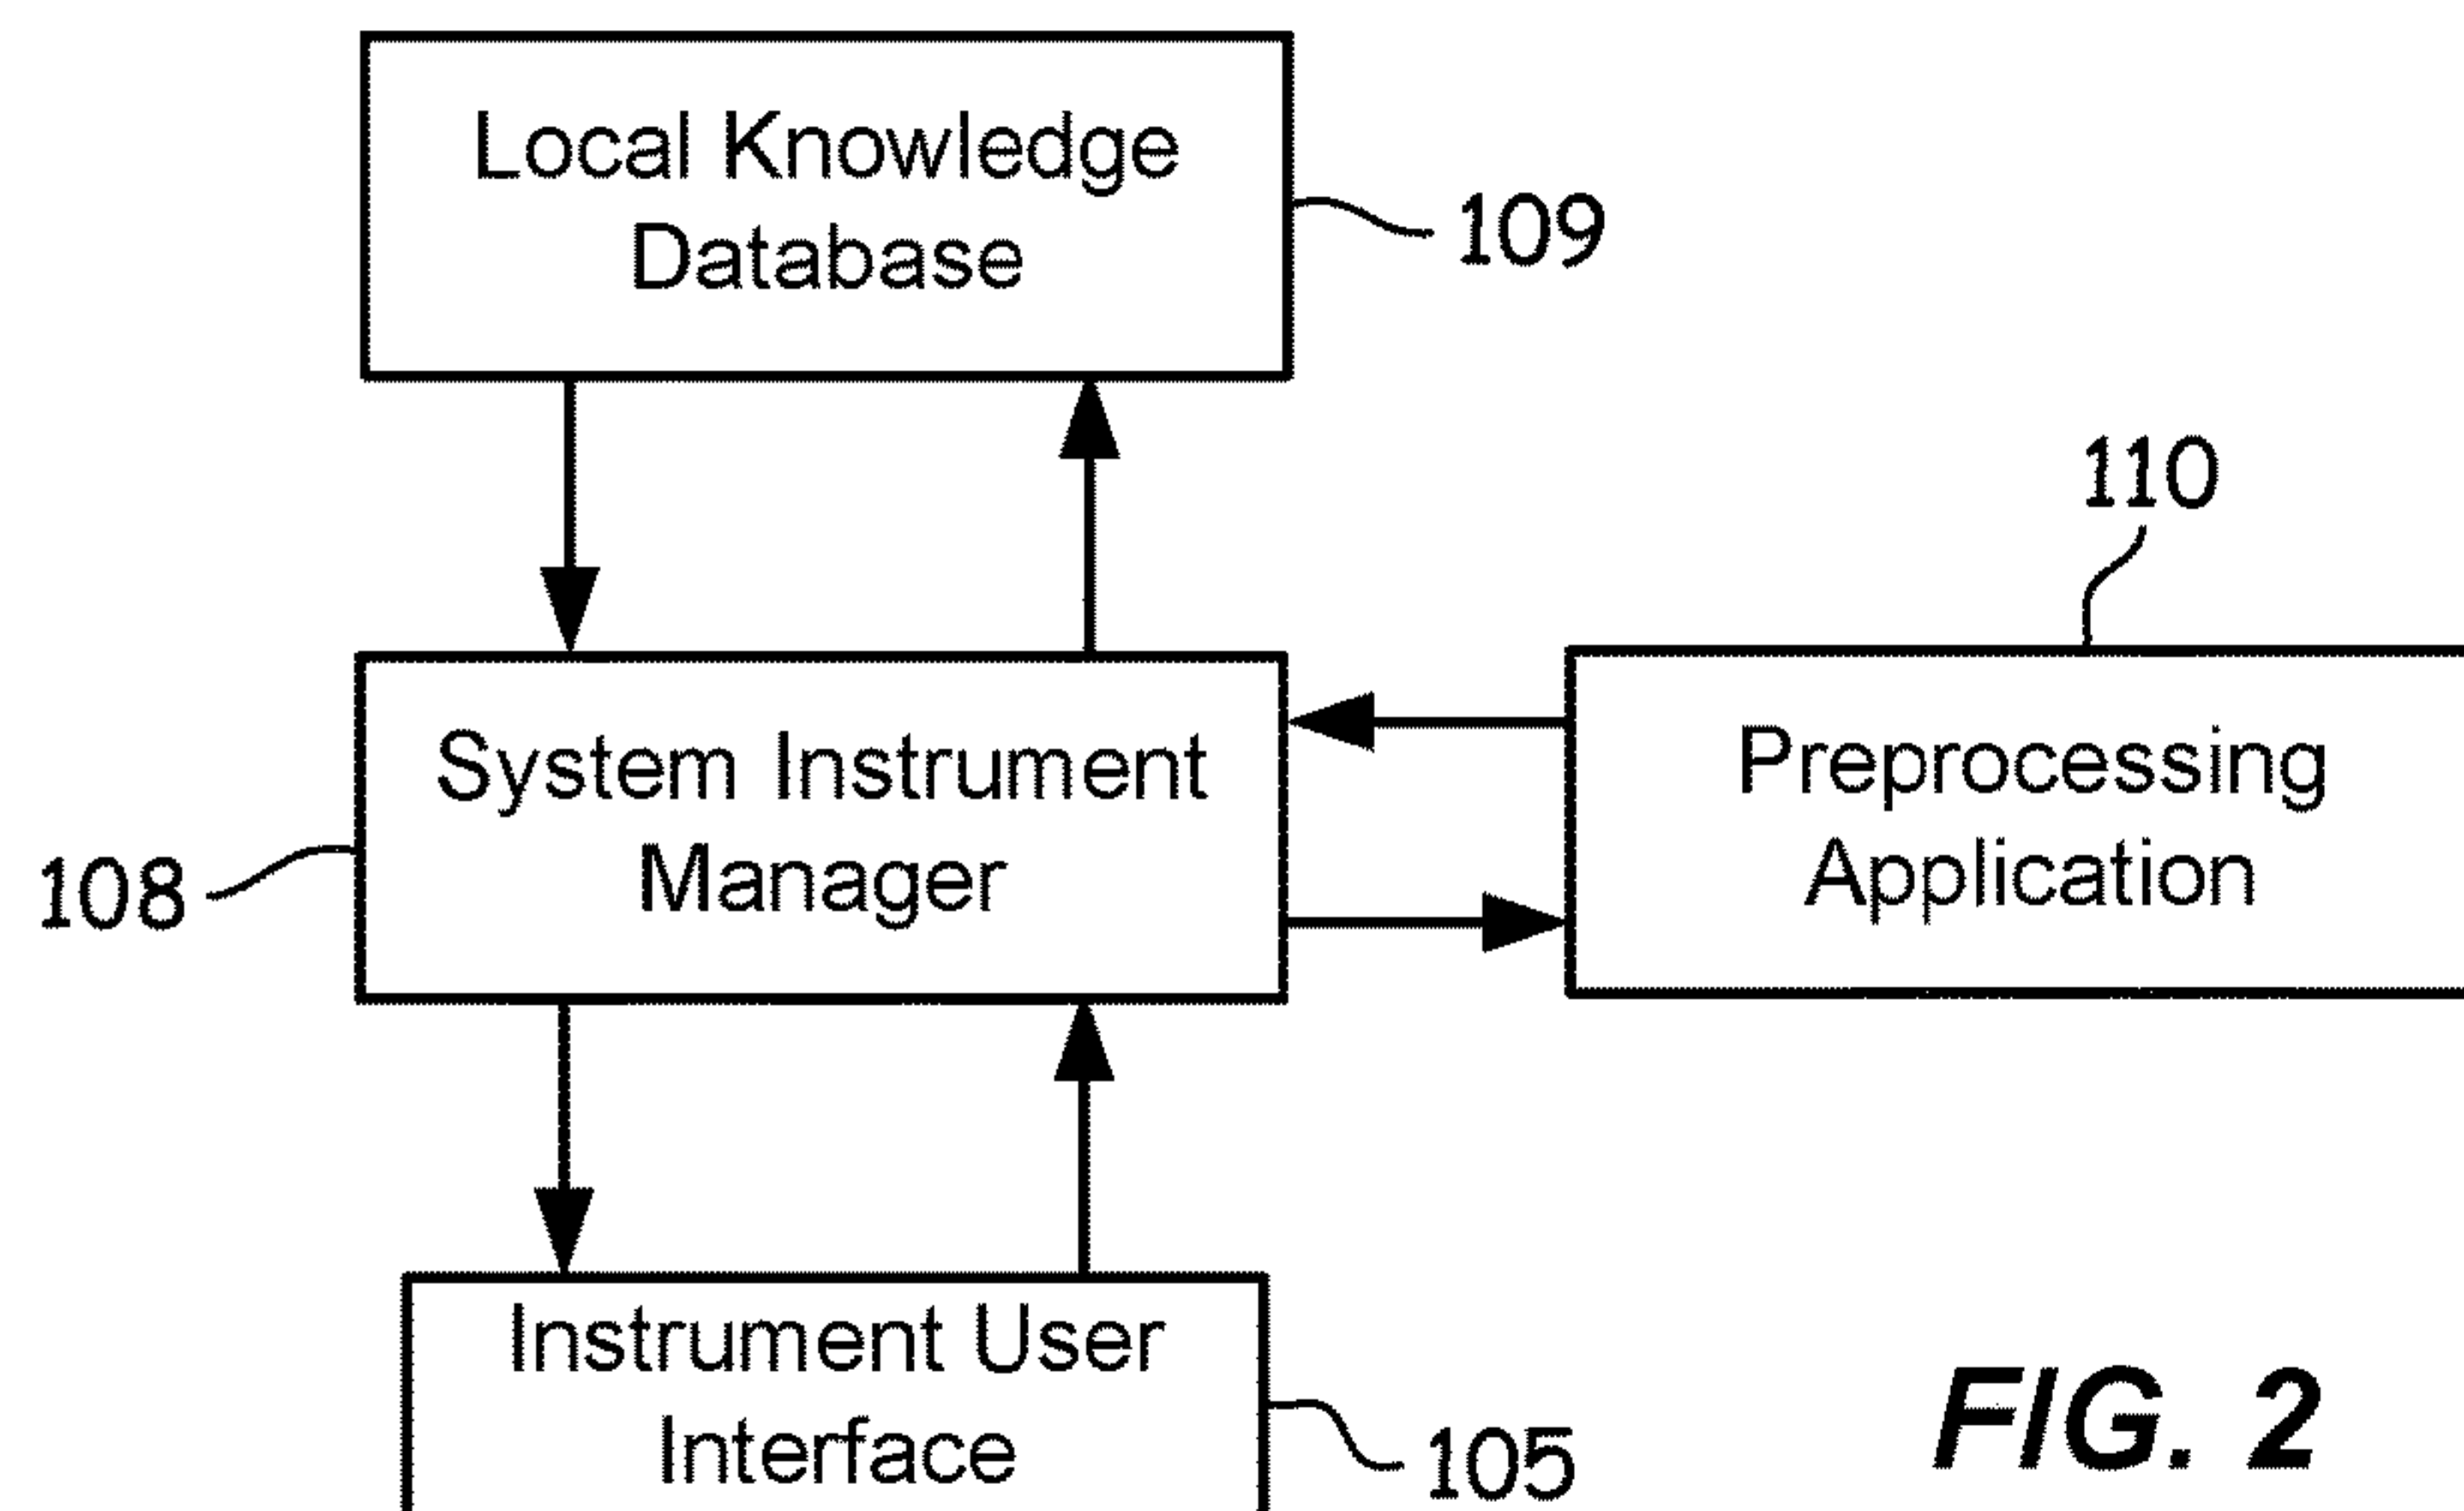 Local Knowledge
Database
109
110
System Instrument
Manager
Preprocessing
Application
108
Instrument User
Interface
105
FIG. 2